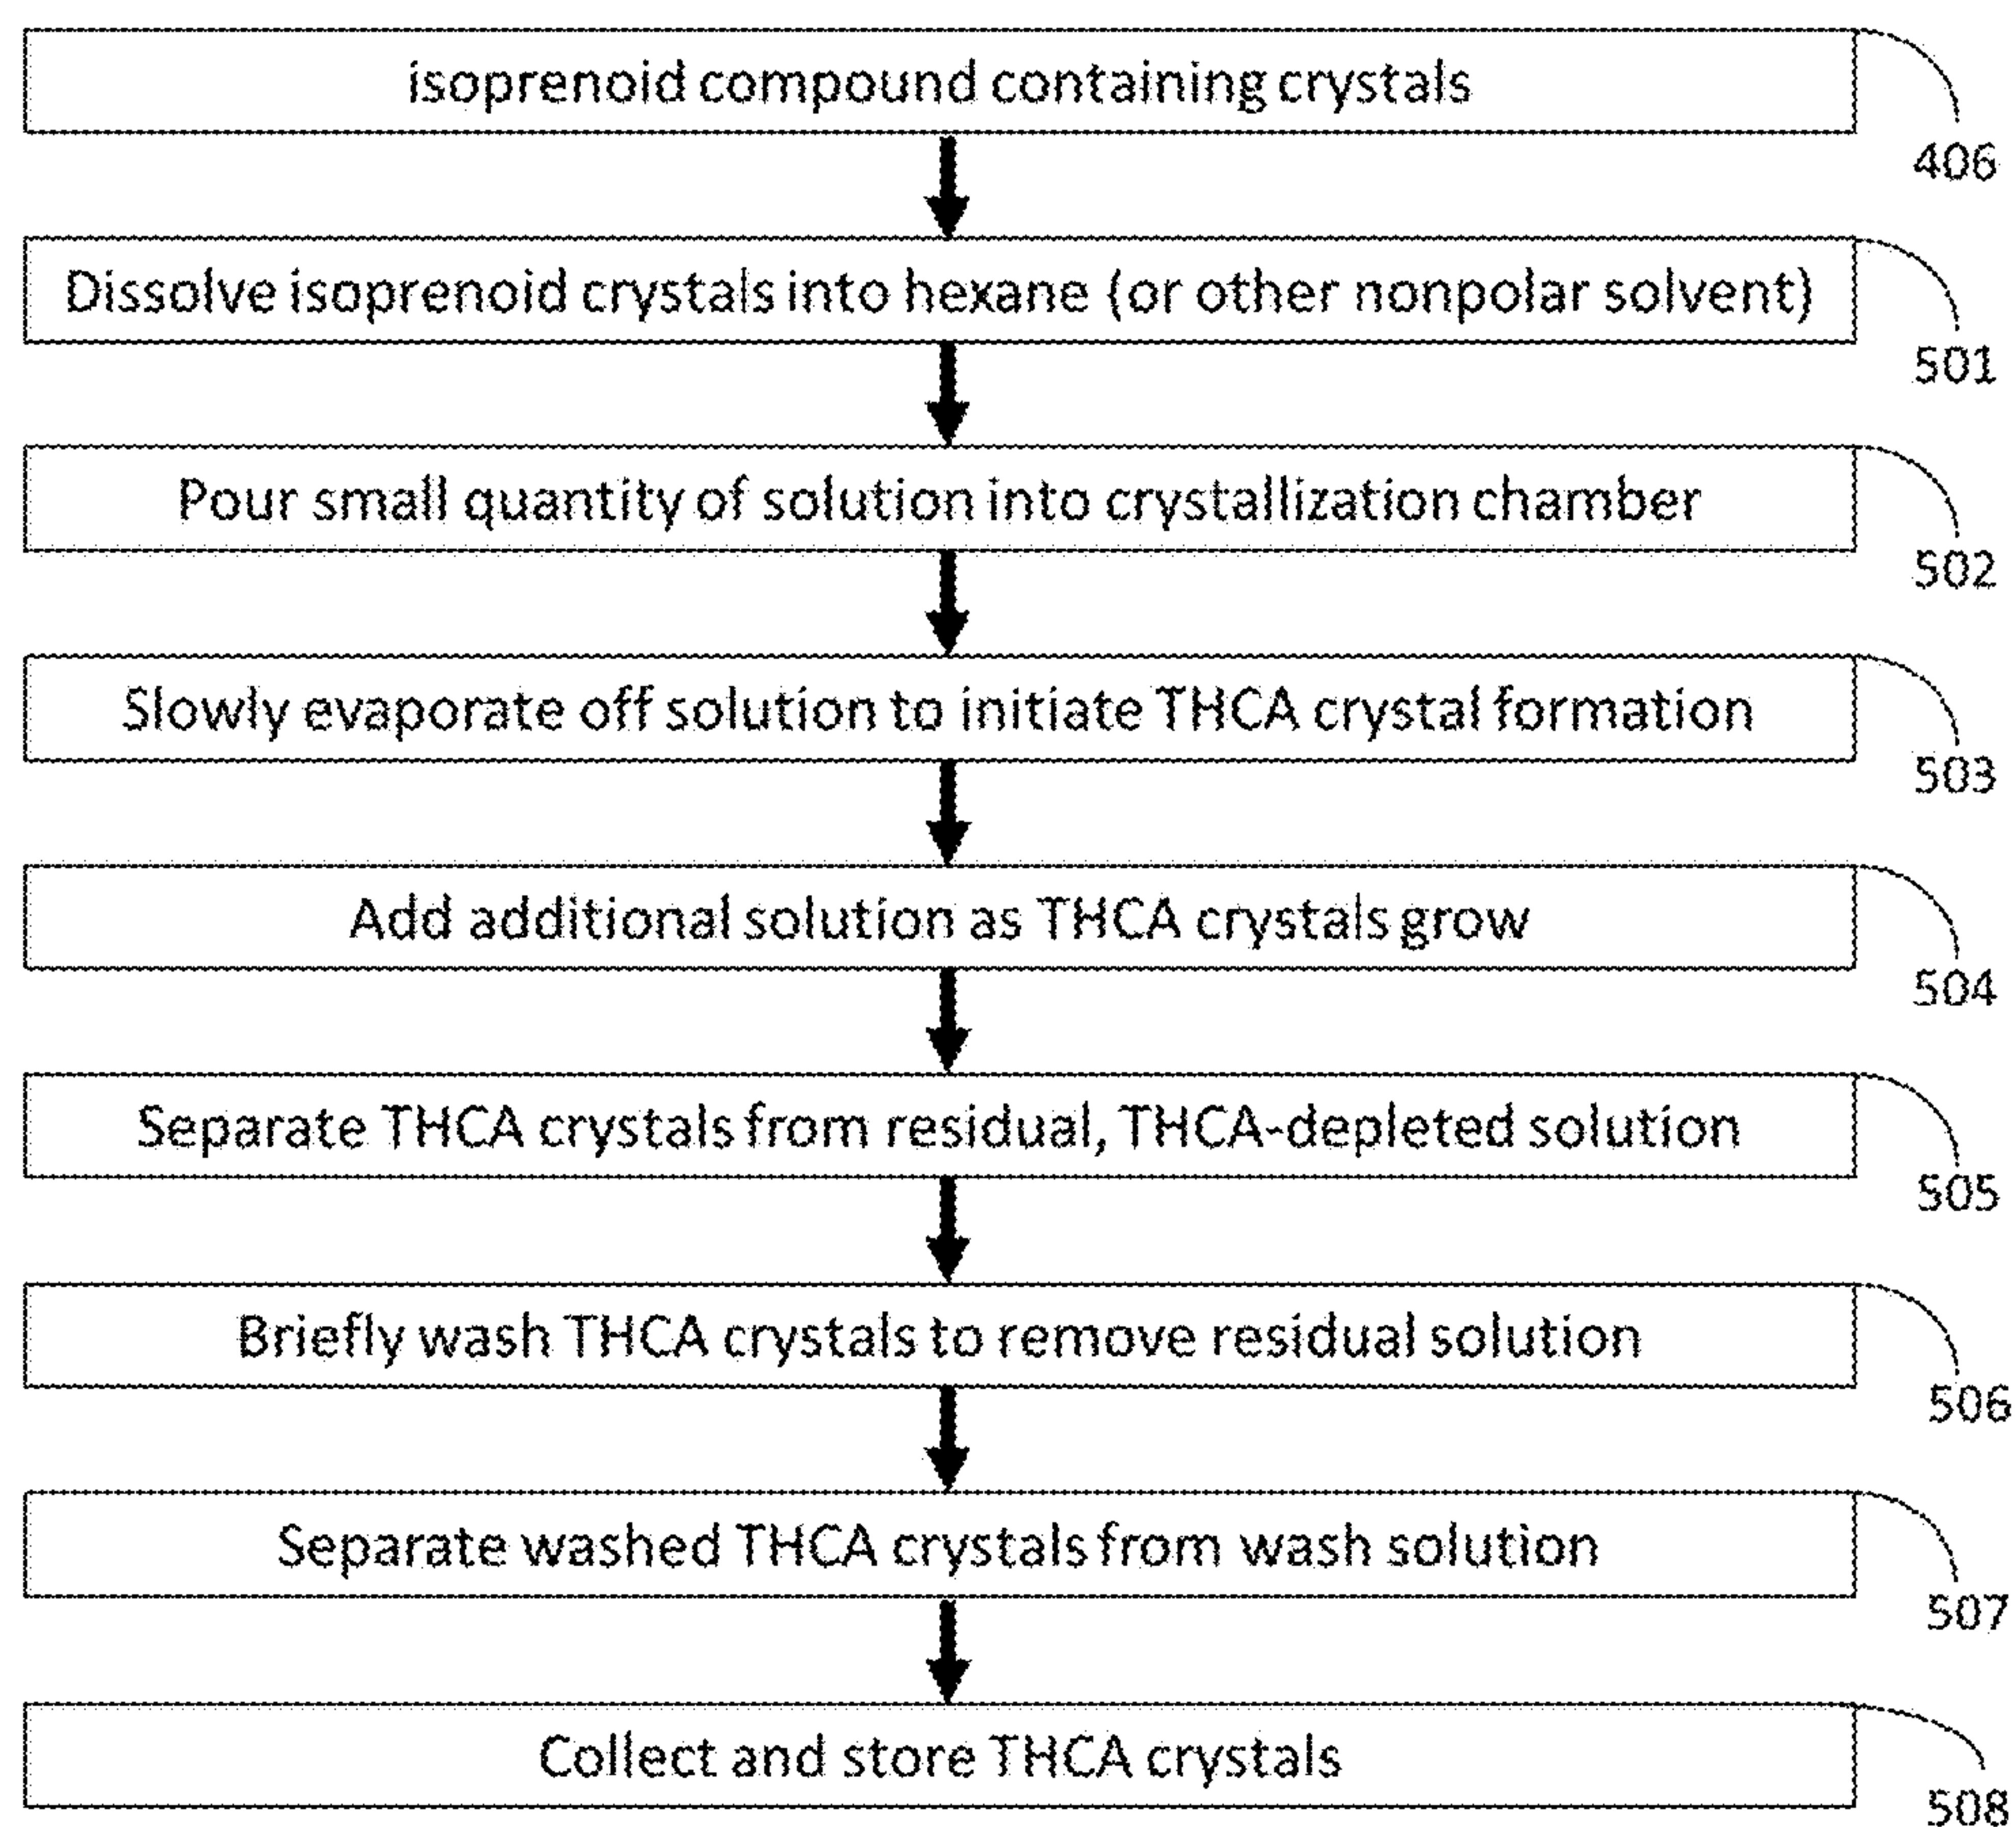 isoprenoid compound containing crystals
406
Dissolve isoprenoid crystals into hexane (or other nonpolar solvent)
501
Pour small quantity of solution into crystallization chamber
502
Slowly evaporate off solution to initiate THCA crystal formation
503
Add additional solution as THCA crystals grow
504
Separate THCA crystals from residual, THCA-depleted solution
505
Briefly wash THCA crystals to remove residual solution
506
Separate washed THCA crystals from wash solution
507
Collect and store THCA crystals
508